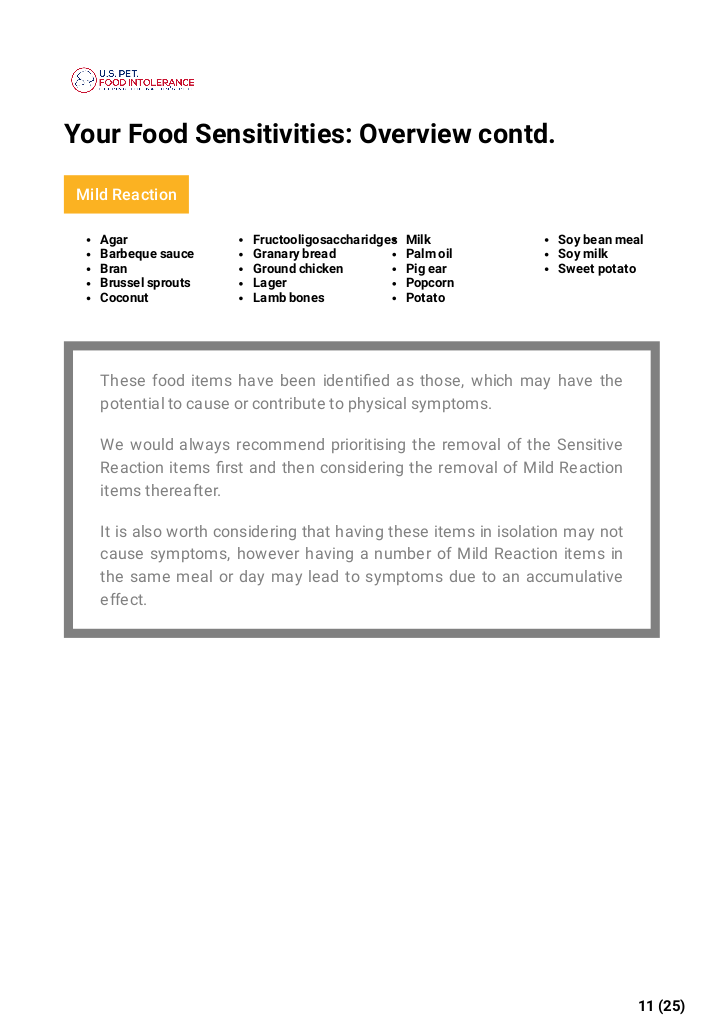 U.S. PET.
FOOD INTOLERANCE
Your Food Sensitivities: Overview contd.
Mild Reaction
• Agar
• Barbeque sauce
• Bran
• Brussel sprouts
• Coconut
• Fructooligosaccharidges
• Granary bread
• Ground chicken
• Lager
• Lamb bones
• Milk
• Palm oil
• Pig ear
• Popcorn
• Potato
• Soy bean meal
• Soy milk
• Sweet potato
These food items have been identified as those, which may have the
potential to cause or contribute to physical symptoms.
We would always recommend prioritising the removal of the Sensitive
Reaction items first and then considering the removal of Mild Reaction
items thereafter.
It is also worth considering that having these items in isolation may not
cause symptoms, however having a number of Mild Reaction items in
the same meal or day may lead to symptoms due to an accumulative
effect.
11 (25)